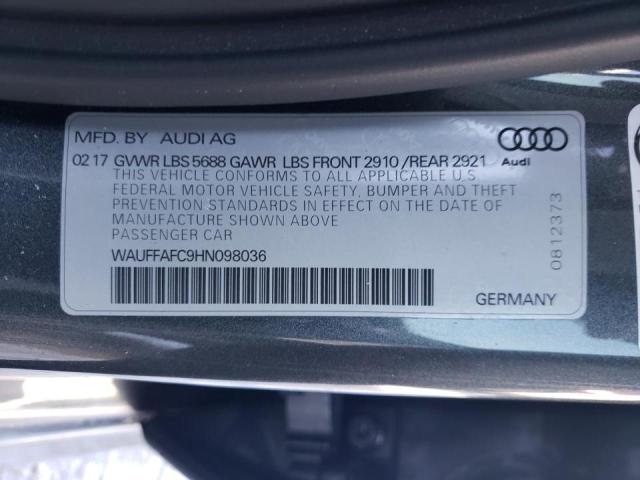 MFD. BY AUDI AG
02 17 GVWR LBS 5688 GAWR LBS FRONT 2910 / REAR 2921
Audi
THIS VEHICLE CONFORMS TO ALL APPLICABLE U.S
FEDERAL MOTOR VEHICLE SAFETY, BUMPER AND THEFT
PREVENTION STANDARDS IN EFFECT ON THE DATE OF
MANUFACTURE SHOWN ABOVE
PASSENGER CAR
WAUFFAFC9HN098036
GERMANY
0812373